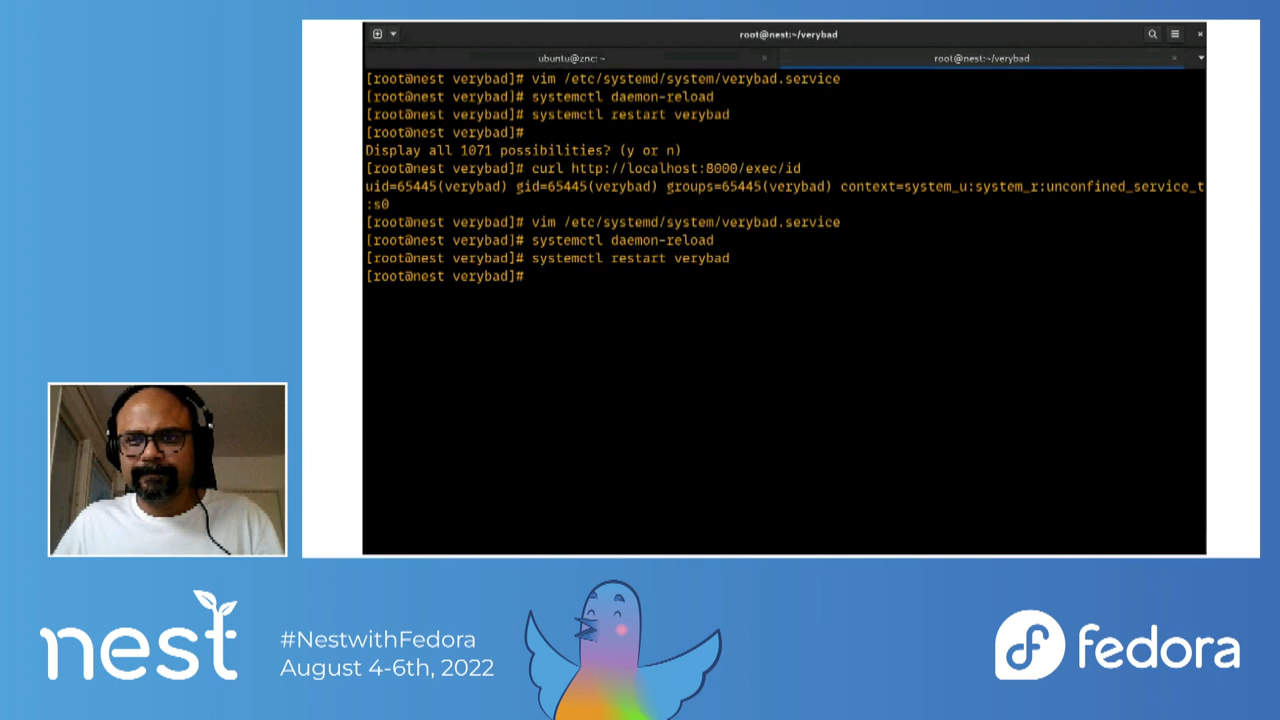 root@nest:~/verybad
ubuntu@znc: ~
root@nest:~/verybad
[root@nest verybad]# vim /etc/systemd/system/verybad.service
[root@nest verybad]# systemctl daemon-reload
[root@nest verybad]# systemctl restart verybad
[root@nest verybad]#
Display all 1071 possibilities? (y or n)
[root@nest verybad]# curl http://localhost:8000/exec/id
uid=65445(verybad) gid=65445(verybad) groups=65445(verybad) context=system_u:system_r:unconfined_service_t
:s0
[root@nest verybad]# vim /etc/systemd/system/verybad.service
[root@nest verybad]# systemctl daemon-reload
[root@nest verybad]# systemctl restart verybad
[root@nest verybad]#
nest
#NestwithFedora
August 4-6th, 2022
fedora